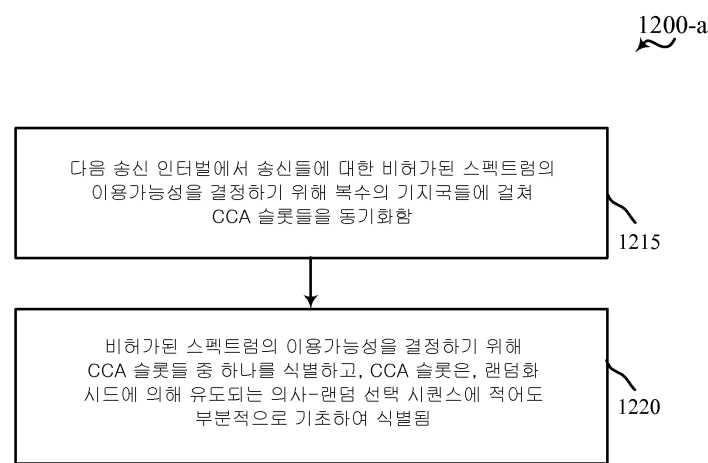 1200-a
다음 송신 인터벌에서 송신들에 대한 비허가된 스펙트럼의
이용가능성을 결정하기 위해 복수의 기지국들에 걸쳐
CCA 슬롯들을 동기화함
1215
비허가된 스펙트럼의 이용가능성을 결정하기 위해
CCA 슬롯들 중 하나를 식별하고, CCA 슬롯은, 랜덤화
시드에 의해 유도되는 의사-랜덤 선택 시퀀스에 적어도
부분적으로 기초하여 식별됨
1220